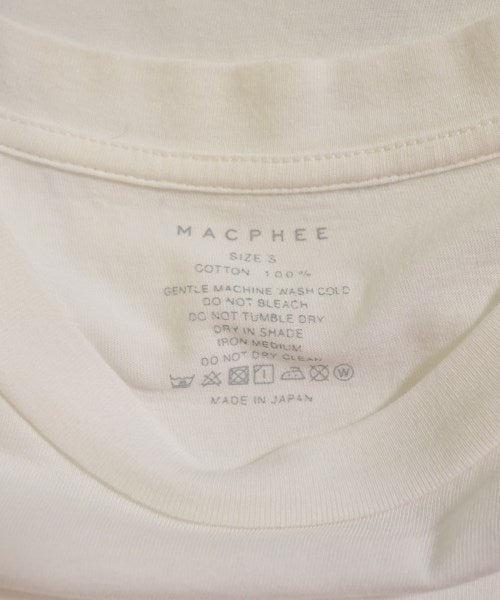 MACPHEE
SIZE S
COTTON 100%
GENTLE MACHINE WASH COLD
DO NOT BLEACH
DO NOT TUMBLE DRY
DRY IN SHADE
IRON MEDIUM
DO NOT DRY CLEAN
W
MADE IN JAPAN